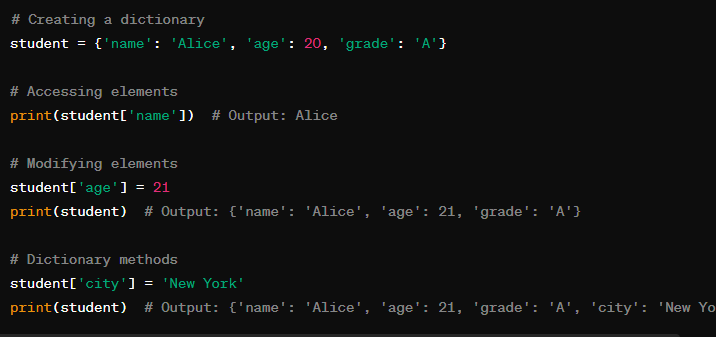 # Creating a dictionary
student = {'name': 'Alice', 'age': 20, 'grade': 'A'}
# Accessing elements
print(student['name'])  # Output: Alice
# Modifying elements
student['age'] = 21
print(student)  # Output: {'name': 'Alice', 'age': 21, 'grade': 'A'}
# Dictionary methods
student['city'] = 'New York'
print(student)  # Output: {'name': 'Alice', 'age': 21, 'grade': 'A', 'city': 'New Yo